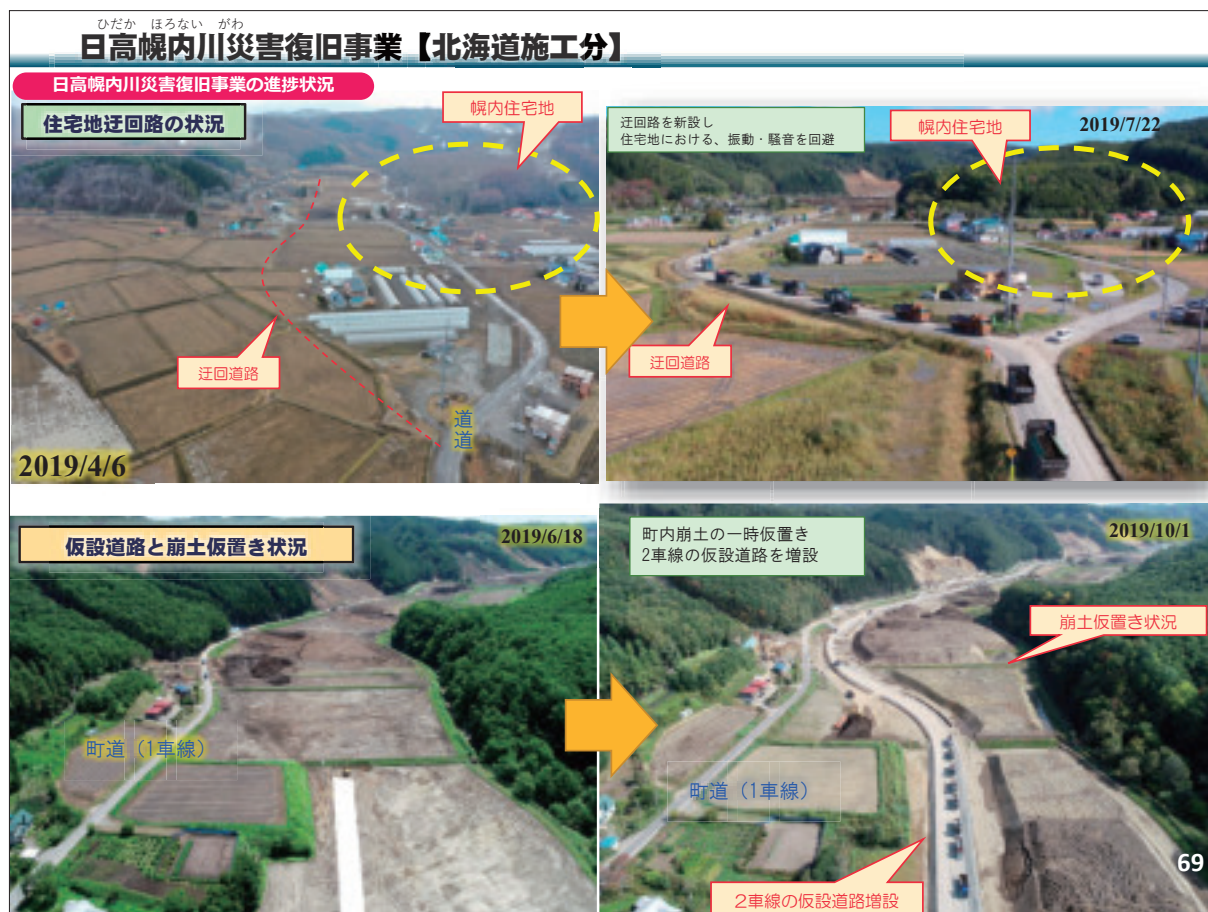 ひだか ほろない がわ
日高幌内川災害復旧事業【北海道施工分】
日高幌内川災害復旧事業の進捗状況
住宅地迂回路の状況
幌内住宅地
迂回道路
道道
2019/4/6
迂回路を新設し
住宅地における、振動・騒音を回避
幌内住宅地
2019/7/22
迂回道路
仮設道路と崩土仮置き状況
2019/6/18
町道（1車線）
町内崩土の一時仮置き
2車線の仮設道路を増設
2019/10/1
崩土仮置き状況
町道（1車線）
2車線の仮設道路増設
69